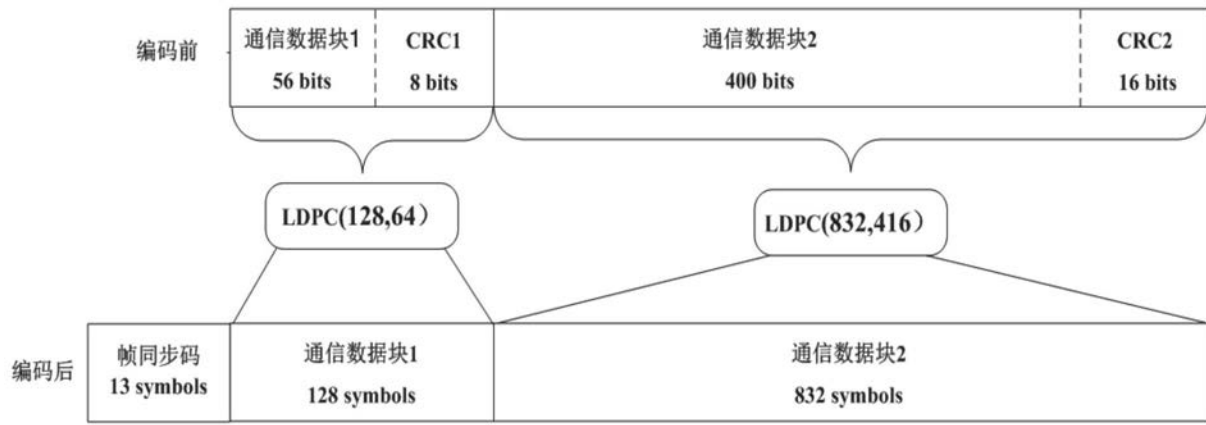 编码前
通信数据块1
56 bits
CRC1
8 bits
通信数据块2
400 bits
CRC2
16 bits
LDPC(128,64）
LDPC(832,416）
编码后
帧同步码
13 symbols
通信数据块1
128 symbols
通信数据块2
832 symbols